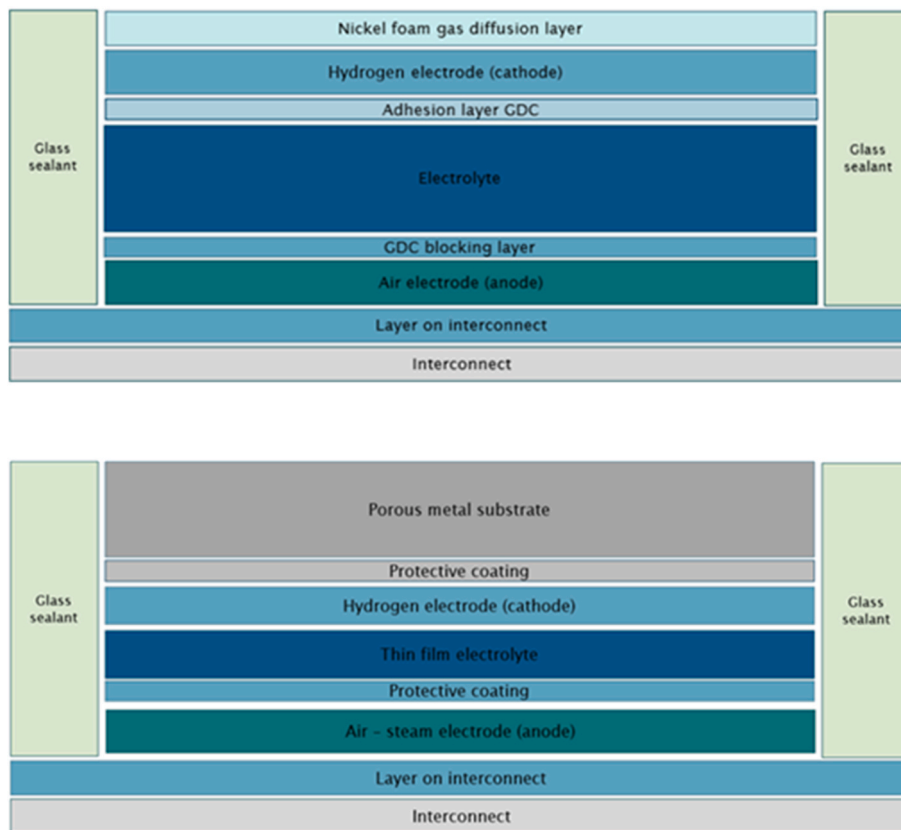 Nickel foam gas diffusion layer
Hydrogen electrode (cathode)
Adhesion layer GDC
Glass
sealant
Electrolyte
Glass
sealant
GDC blocking layer
Air electrode (anode)
Layer on interconnect
Interconnect
Porous metal substrate
Protective coating
Hydrogen electrode (cathode)
Glass
sealant
Glass
sealant
Thin film electrolyte
Protective coating
Air – steam electrode (anode)
Layer on interconnect
Interconnect